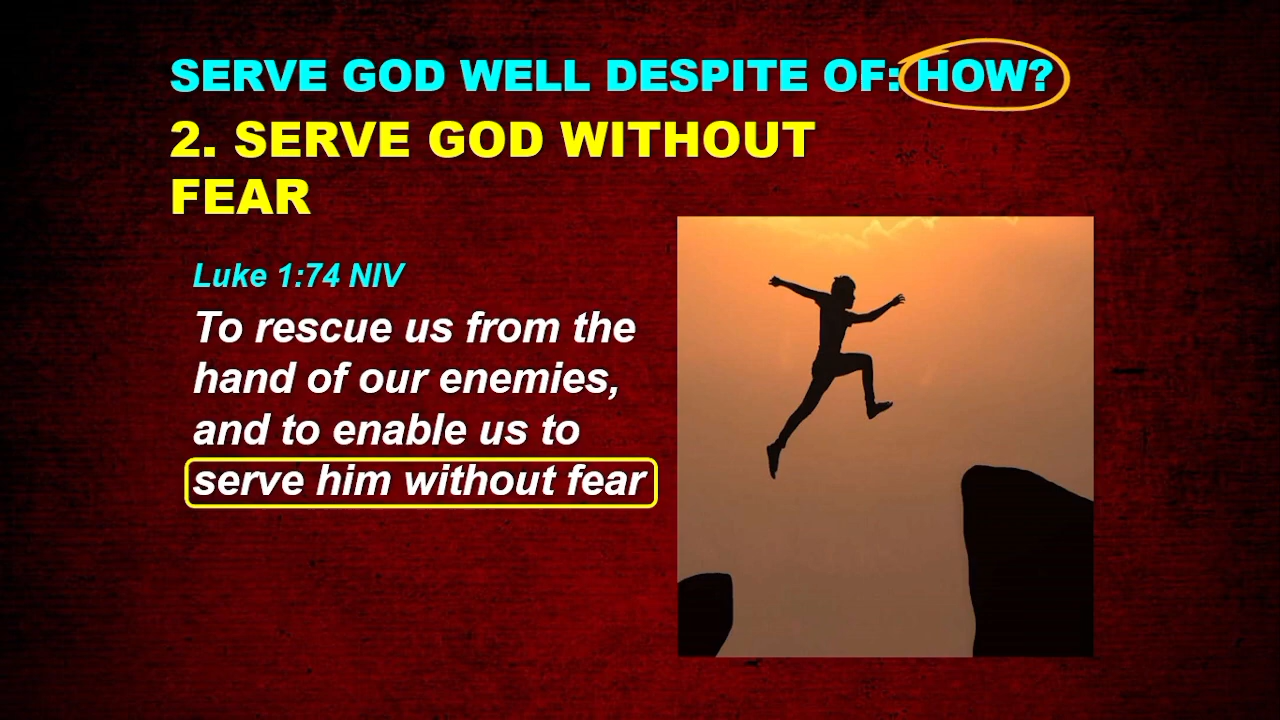 SERVE GOD WELL DESPITE OF: HOW?
2. SERVE GOD WITHOUT
FEAR
Luke 1:74 NIV
To rescue us from the
hand of our enemies,
and to enable us to
serve him without fear